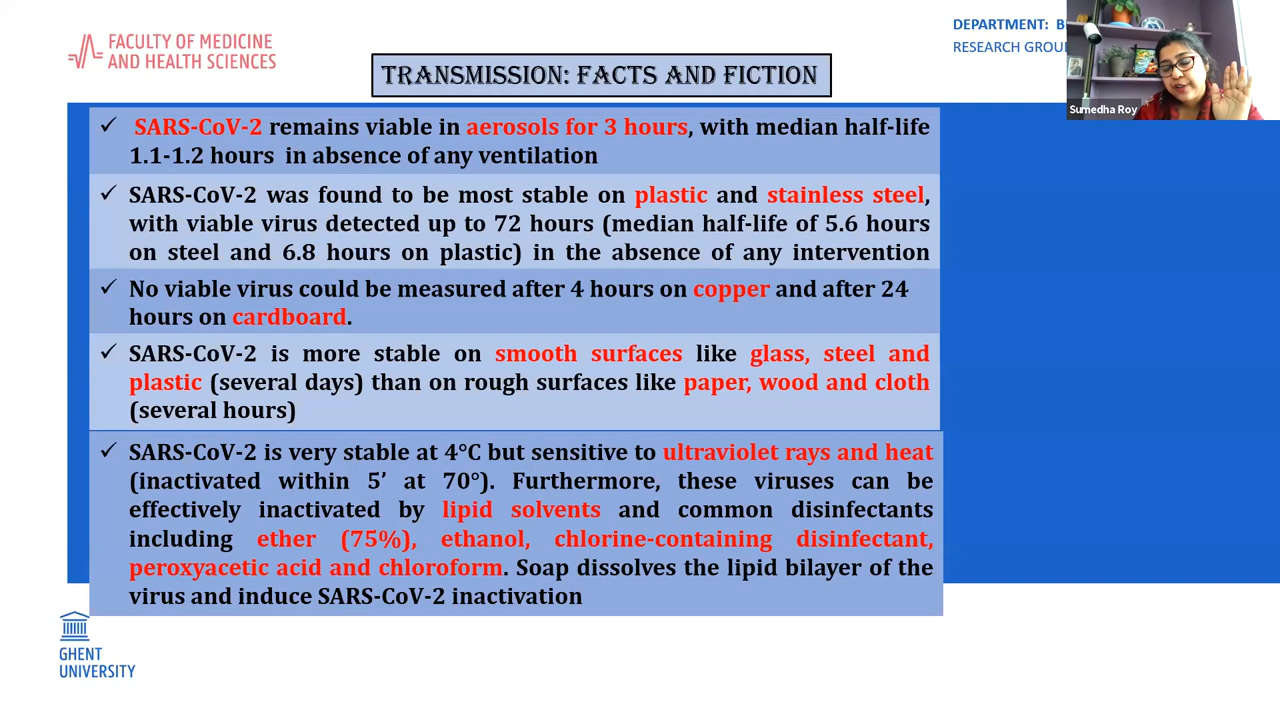 FACULTY OF MEDICINE
AND HEALTH SCIENCES
TRANSMISSION: FACTS AND FICTION
DEPARTMENT: B
RESEARCH GROU
Sumedha Roy
✓ SARS-CoV-2 remains viable in aerosols for 3 hours, with median half-life
1.1-1.2 hours in absence of any ventilation
✓ SARS-CoV-2 was found to be most stable on plastic and stainless steel,
with viable virus detected up to 72 hours (median half-life of 5.6 hours
on steel and 6.8 hours on plastic) in the absence of any intervention
✓ No viable virus could be measured after 4 hours on copper and after 24
hours on cardboard.
✓ SARS-CoV-2 is more stable on smooth surfaces like glass, steel and
plastic (several days) than on rough surfaces like paper, wood and cloth
(several hours)
✓ SARS-CoV-2 is very stable at 4°C but sensitive to ultraviolet rays and heat
(inactivated within 5’ at 70°). Furthermore, these viruses can be
effectively inactivated by lipid solvents and common disinfectants
including ether (75%), ethanol, chlorine-containing disinfectant,
peroxyacetic acid and chloroform. Soap dissolves the lipid bilayer of the
virus and induce SARS-CoV-2 inactivation
GHENT
UNIVERSITY